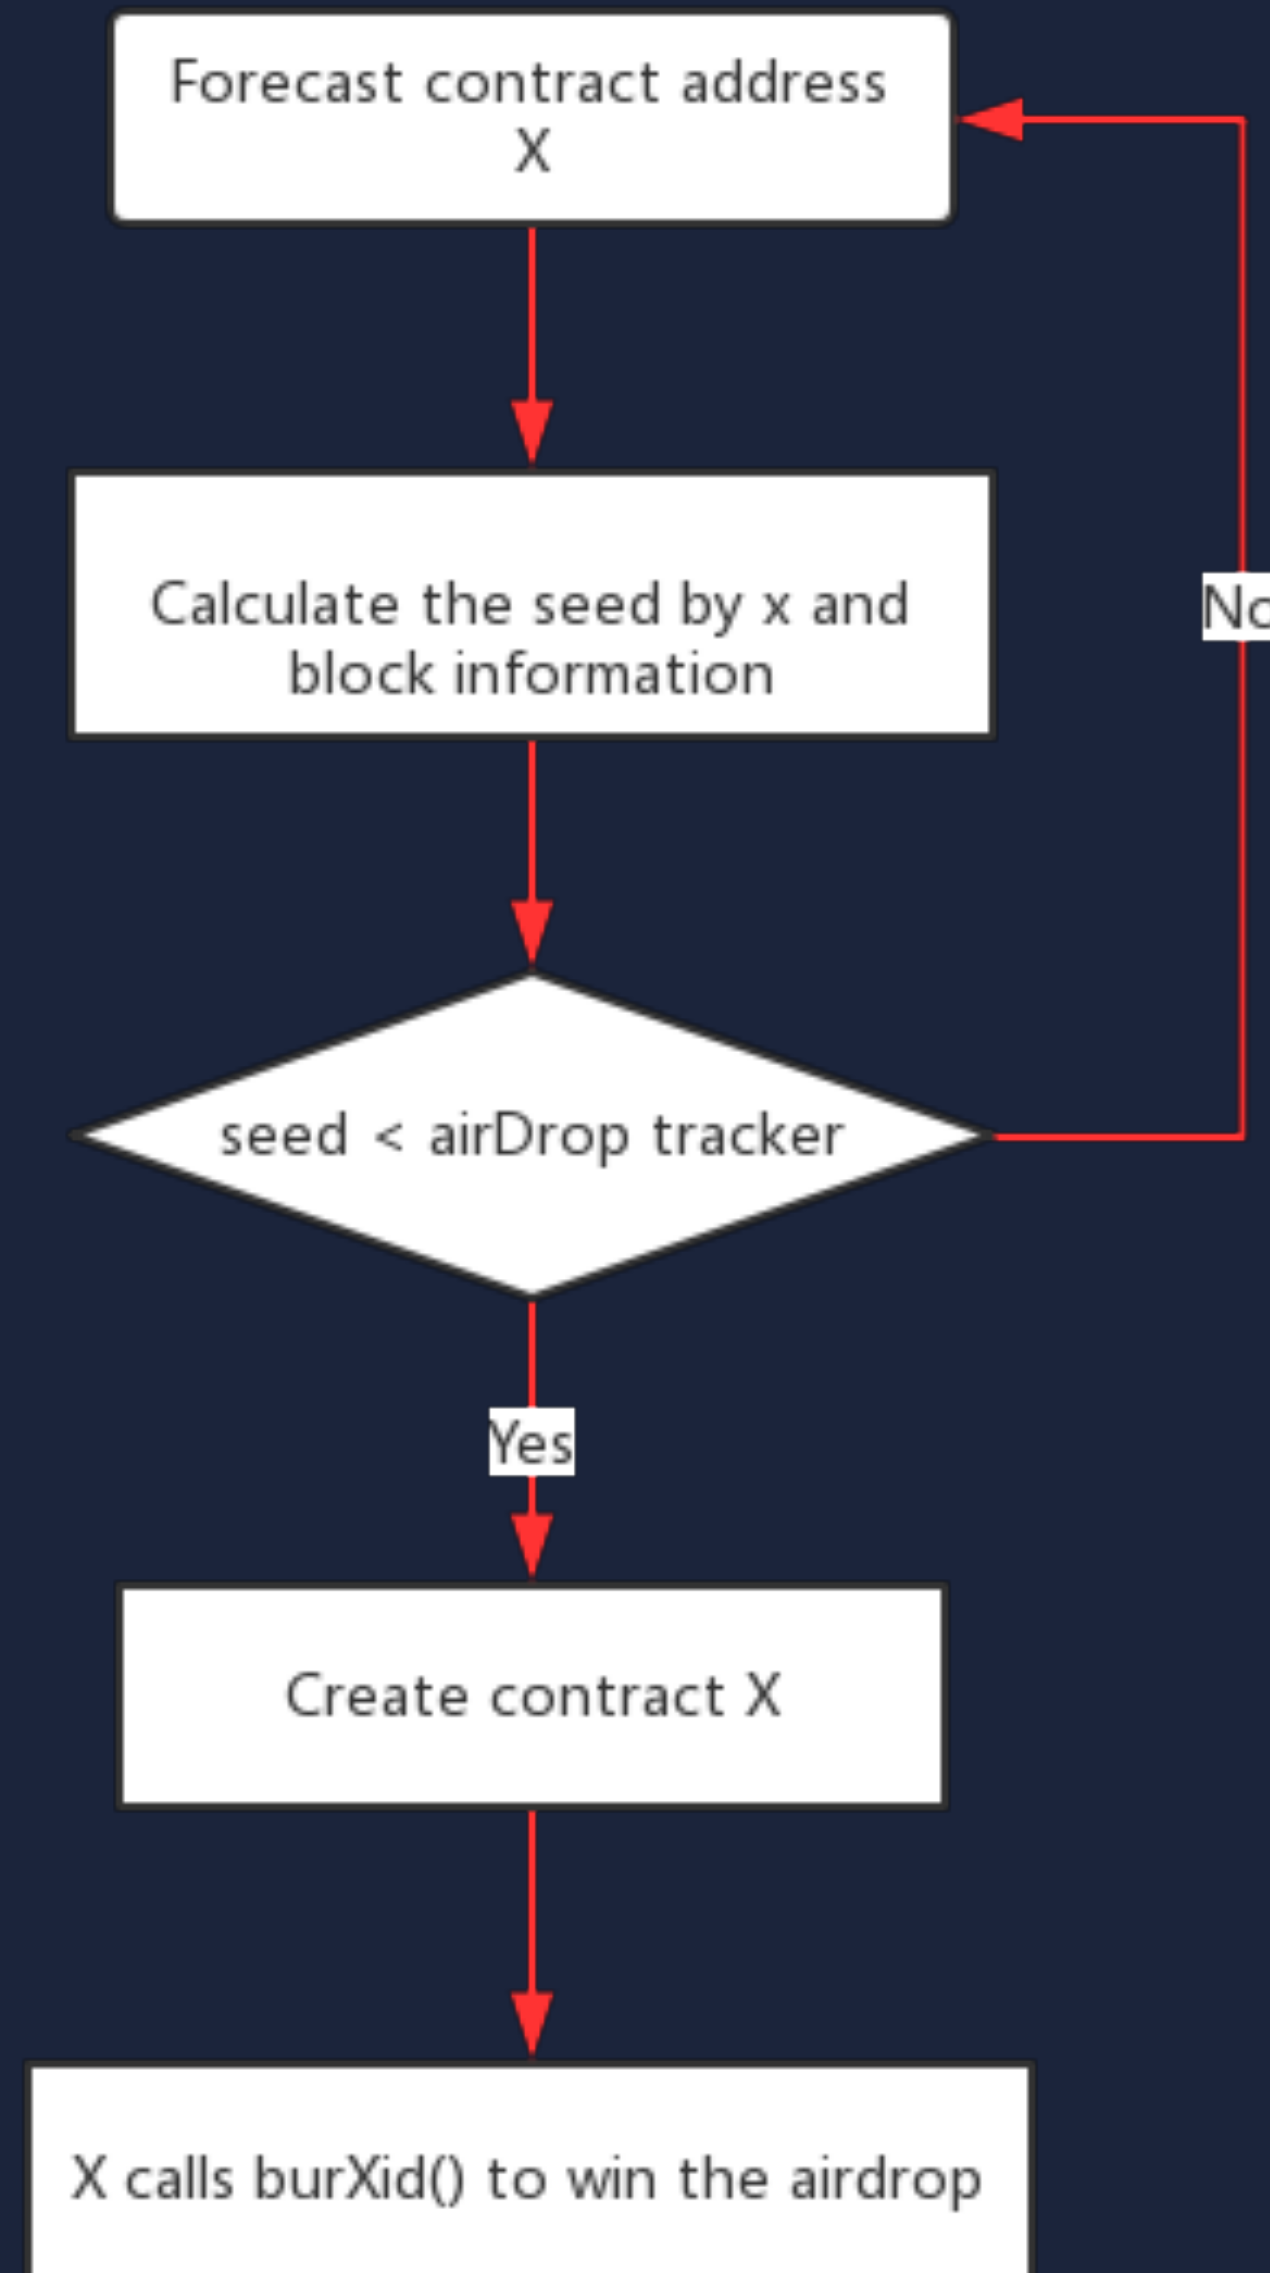 Forecast contract address
X
Calculate the seed by x and
block information
No
seed < airDrop tracker
Yes
Create contract X
X calls burXid() to win the airdrop